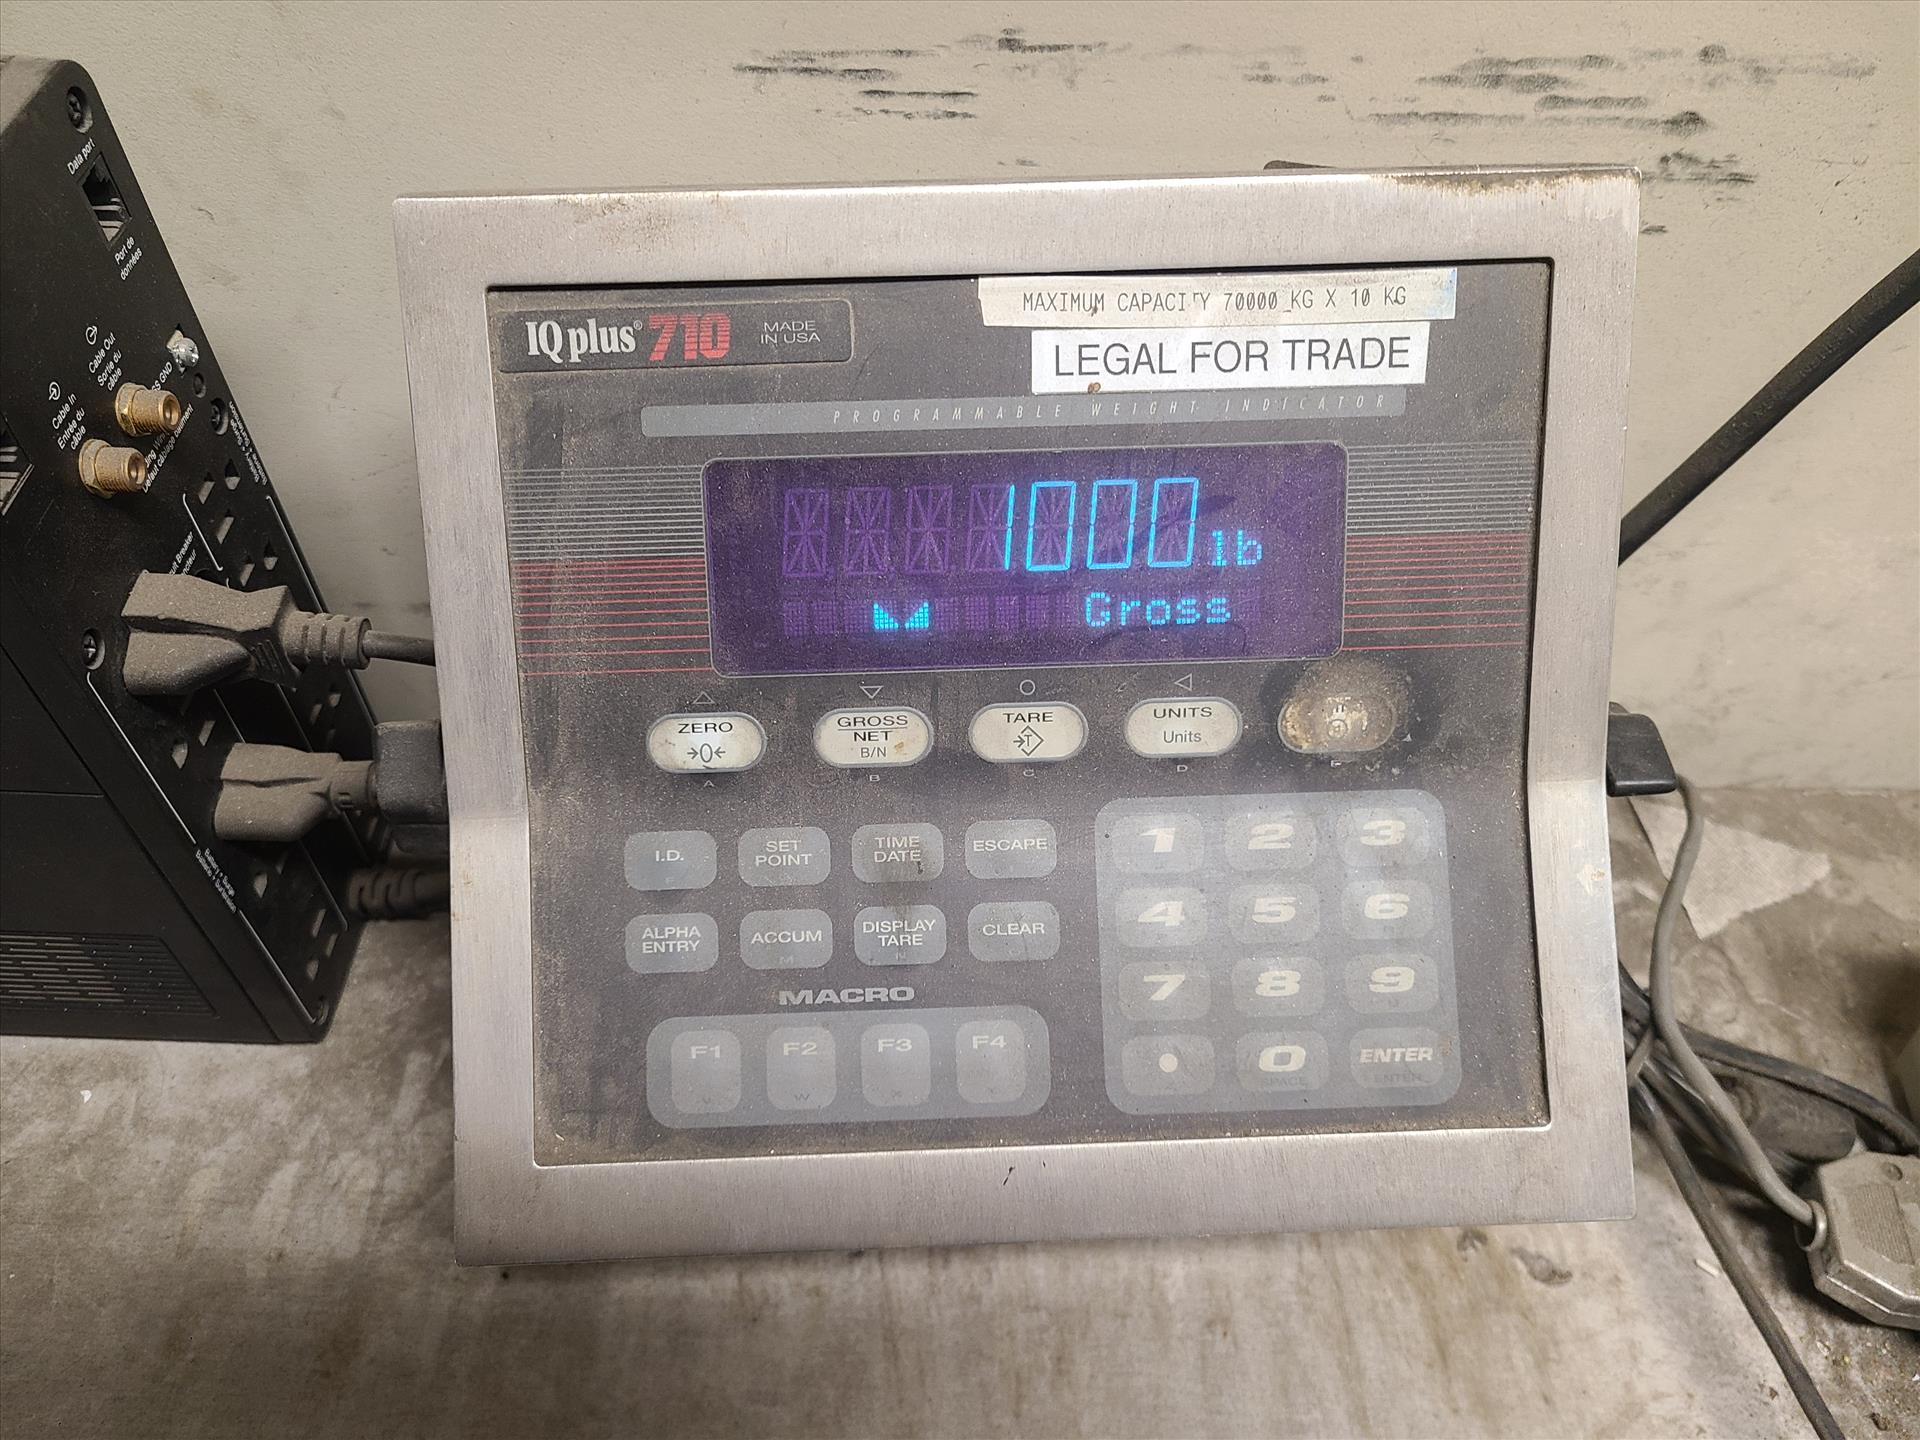 Data port
Port de
données
Cable Out
Sortie du
câble
Cable In
Entrée du
câble
IQ plus® 710
MADE
IN USA
MAXIMUM CAPACITY 70000 KG X 10 KG
LEGAL FOR TRADE
PROGRAMMABLE WEIGHT INDICATOR
1000 lb
Gross
ZERO
→0←
A
GROSS
NET
B/N
B
TARE
T
C
UNITS
Units
D
I.D.
SET
POINT
TIME
DATE
ESCAPE
ALPHA
ENTRY
ACCUM
M
DISPLAY
TARE
N
CLEAR
MACRO
F1
F2
W
F3
X
F4
1 2 3
4 5 6
7 8 9
• 0 ENTER
SPACE ENTER